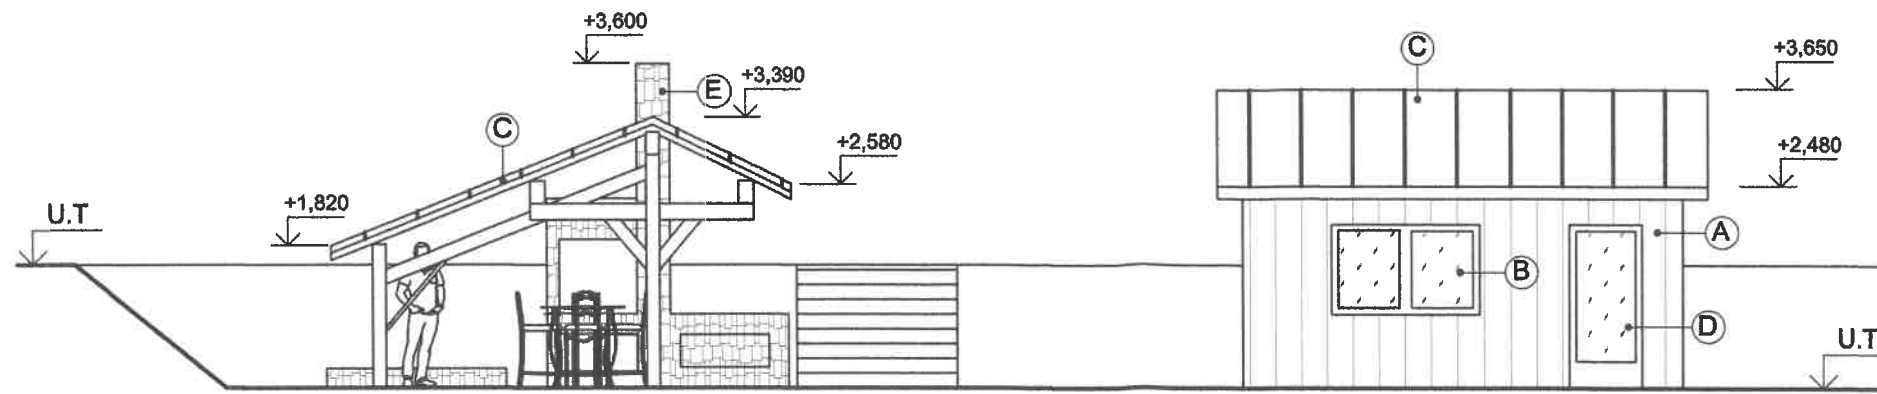 +3,600
+3,390
E
C
+2,580
+1,820
U.T
C
+3,650
+2,480
A
B
D
U.T